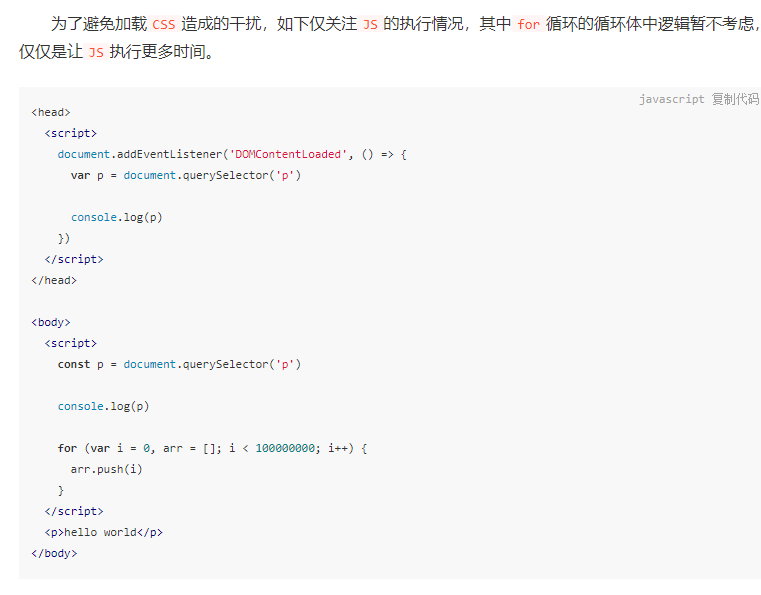 为了避免加载 CSS 造成的干扰，如下仅关注 JS 的执行情况，其中 for 循环的循环体中逻辑暂不考虑，
仅仅是让 JS 执行更多时间。
javascript 复制代码
<head>
  <script>
    document.addEventListener('DOMContentLoaded', () => {
      var p = document.querySelector('p')

      console.log(p)
    })
  </script>
</head>

<body>
  <script>
    const p = document.querySelector('p')

    console.log(p)

    for (var i = 0, arr = []; i < 100000000; i++) {
      arr.push(i)
    }
  </script>
  <p>hello world</p>
</body>